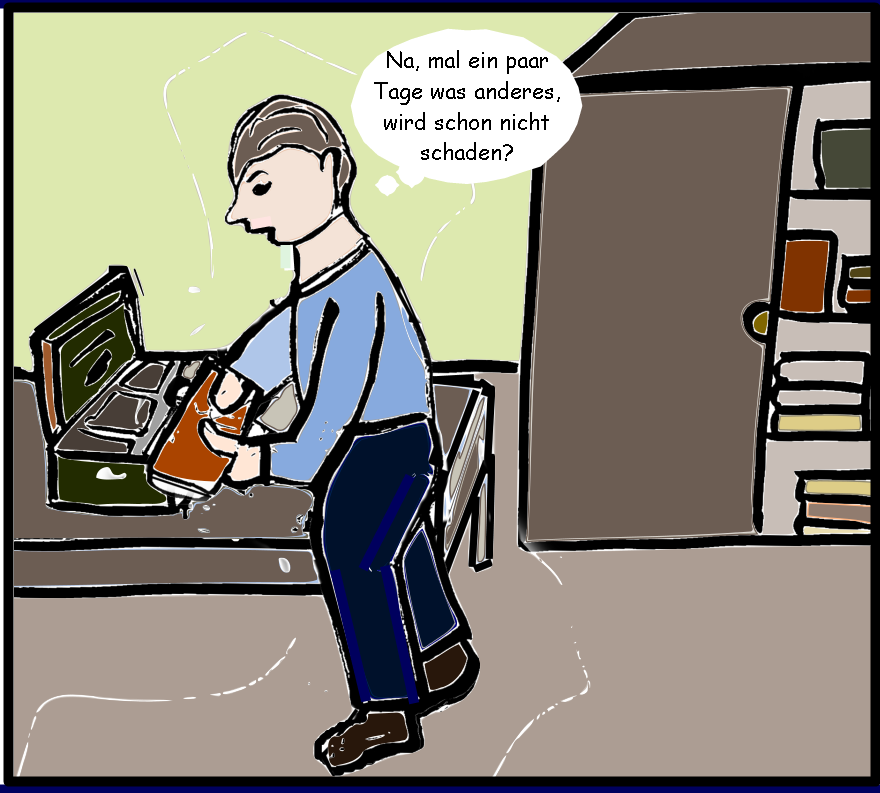 Na, mal ein paar
Tage was anderes,
wird schon nicht
schaden?